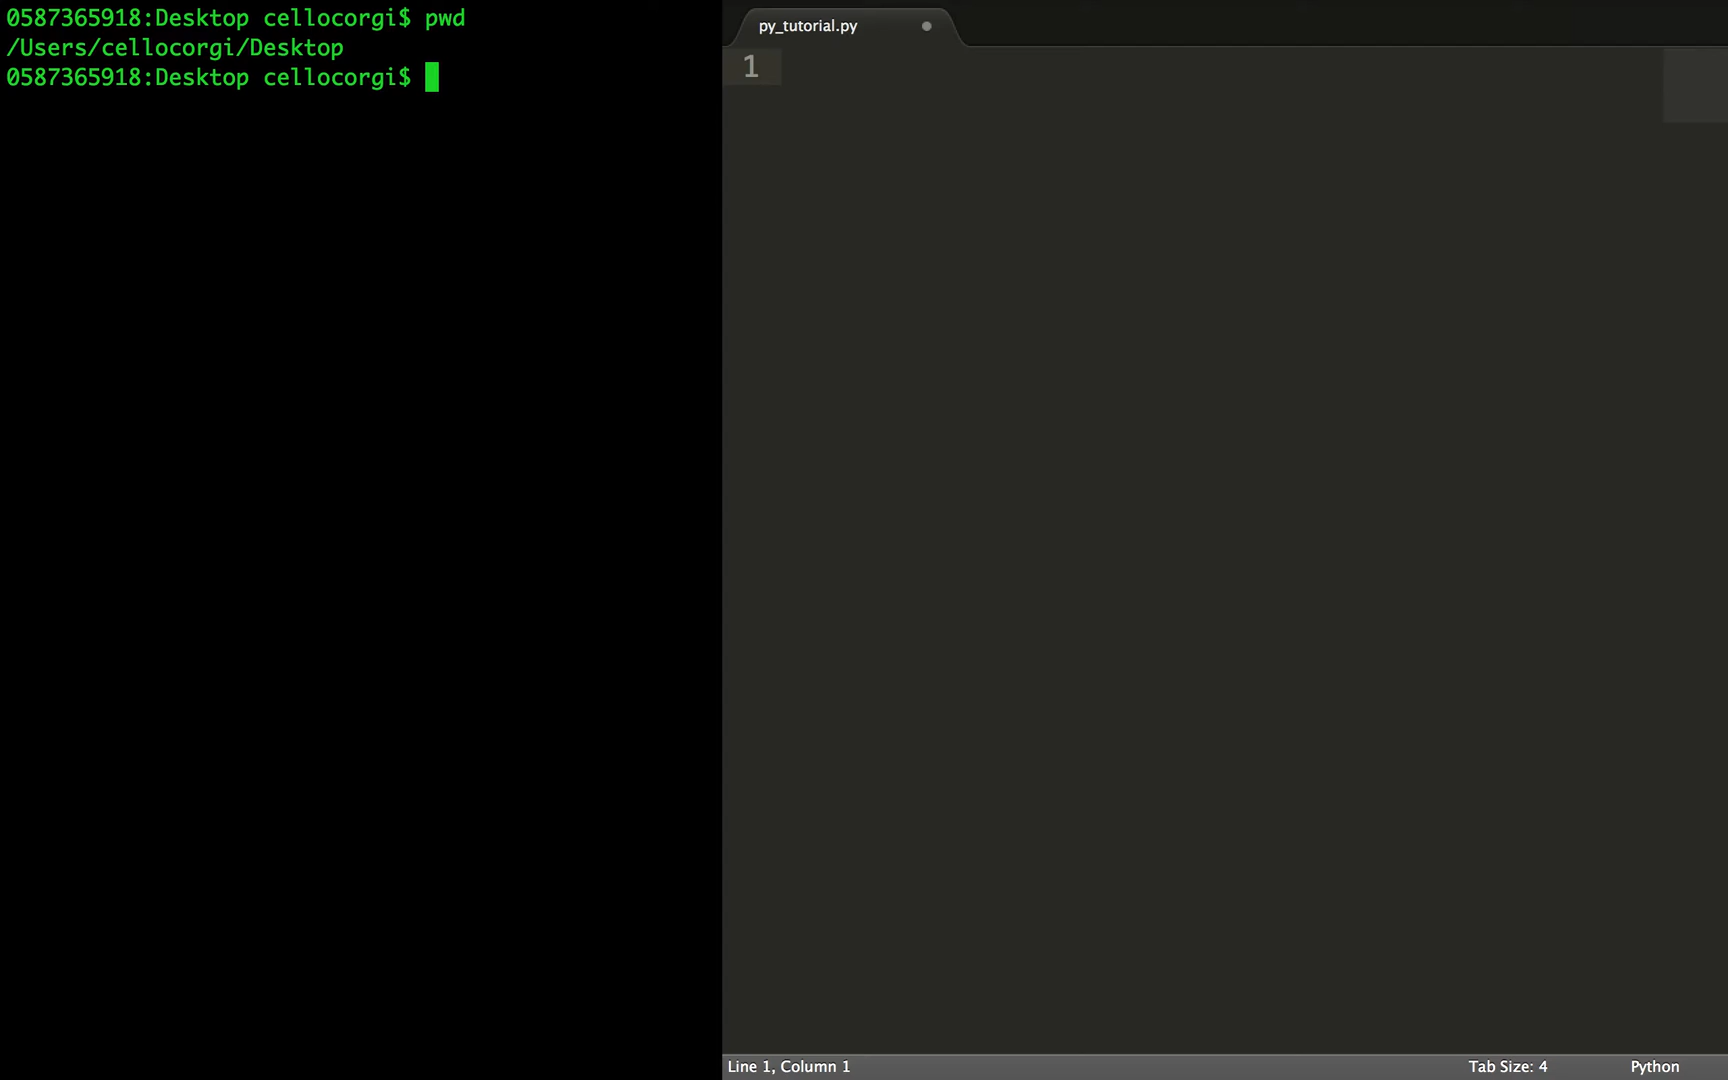 0587365918:Desktop cellocorgi$ pwd
/Users/cellocorgi/Desktop
0587365918:Desktop cellocorgi$
py_tutorial.py
1
Line 1, Column 1
Tab Size: 4
Python